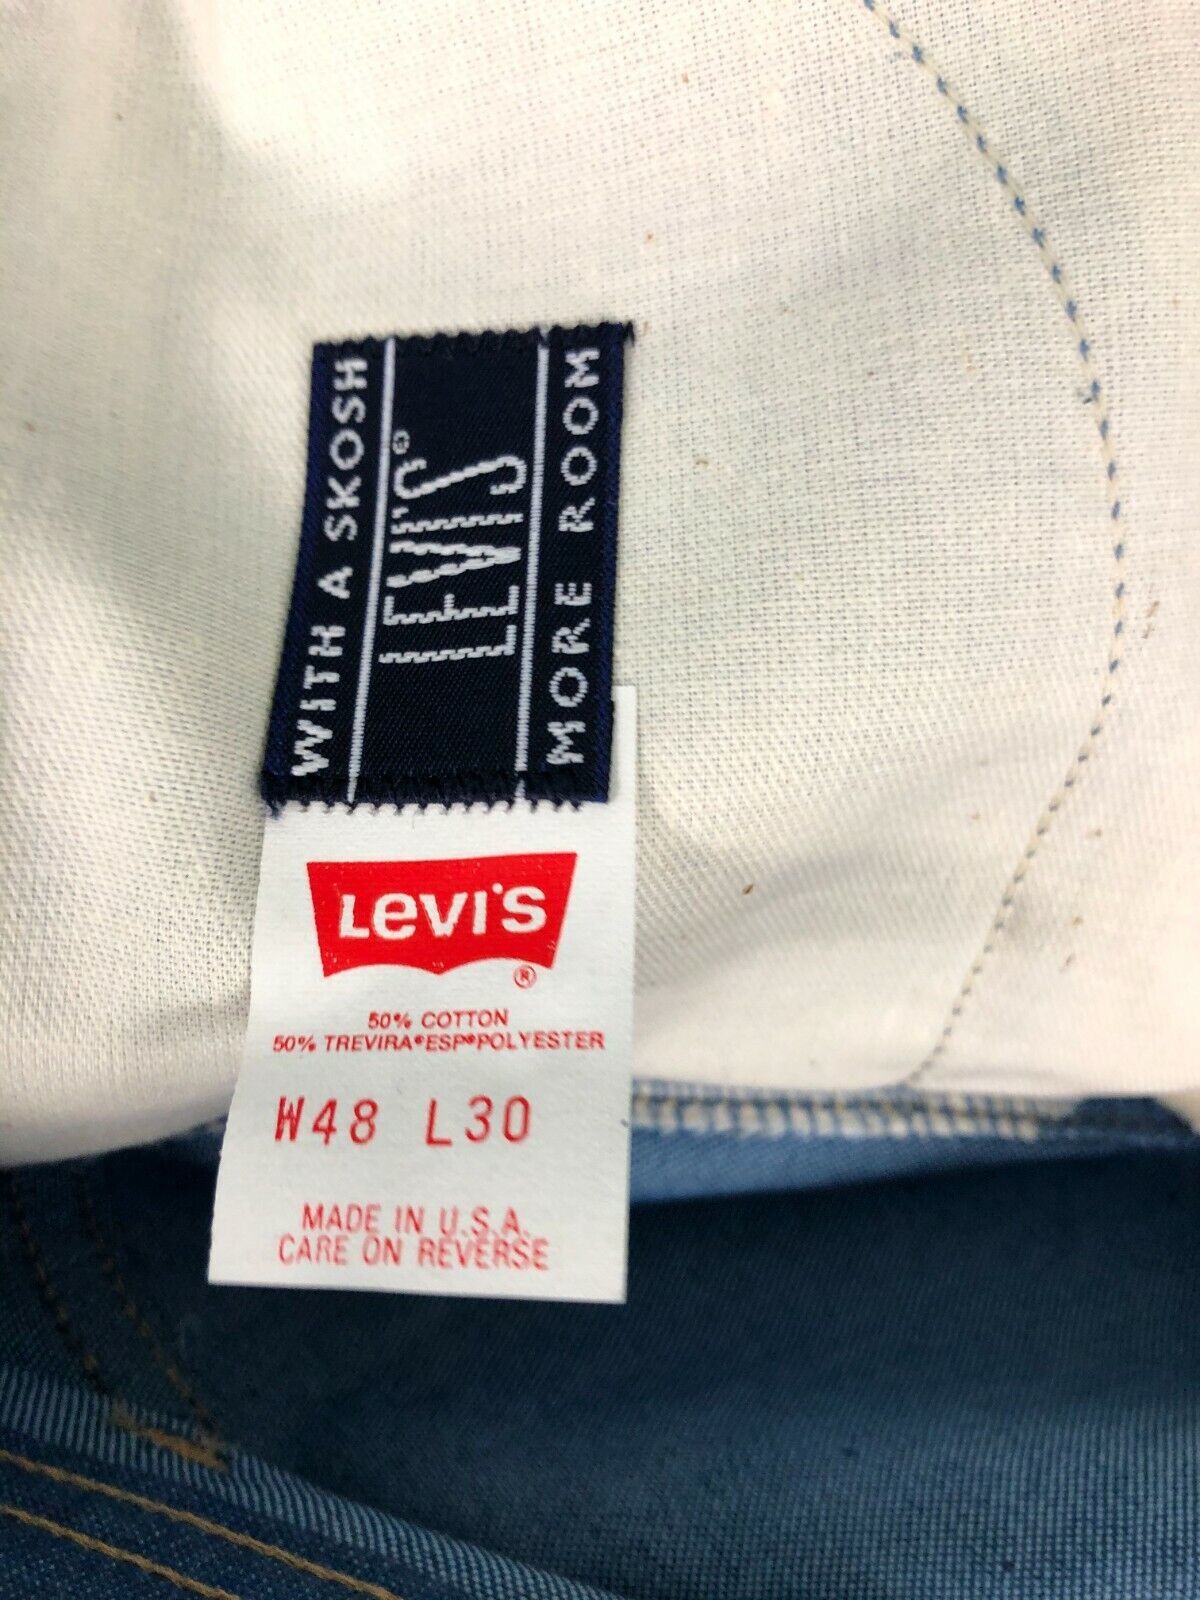 WITH A SKOSH
LEVI'S®
MORE ROOM
LEVI'S
®
50% COTTON
50% TREVIRA®ESP®POLYESTER
W48 L30
MADE IN U.S.A.
CARE ON REVERSE